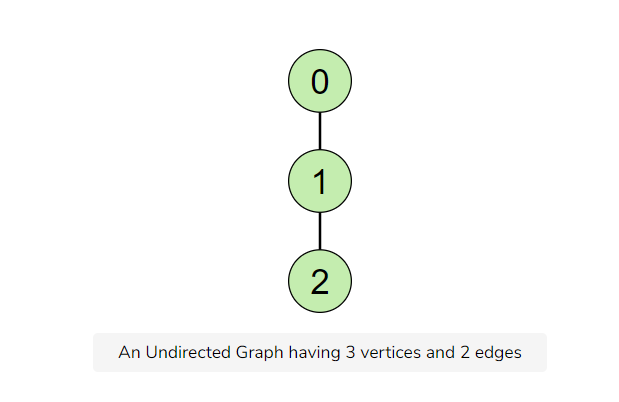 0
1
2
An Undirected Graph having 3 vertices and 2 edges